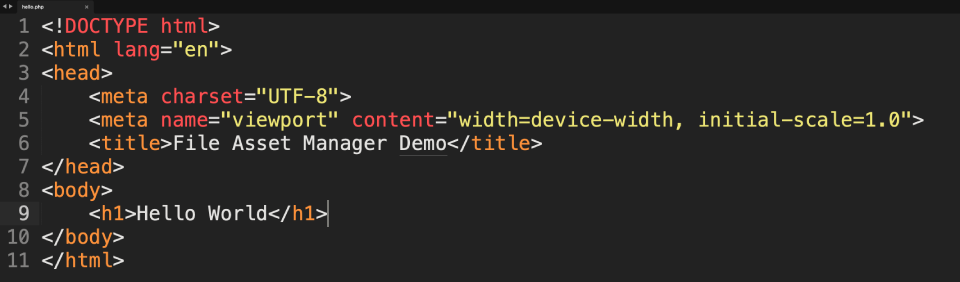 hello.php ×
1 <!DOCTYPE html>
2 <html lang="en">
3 <head>
4     <meta charset="UTF-8">
5     <meta name="viewport" content="width=device-width, initial-scale=1.0">
6     <title>File Asset Manager Demo</title>
7 </head>
8 <body>
9     <h1>Hello World</h1>
10 </body>
11 </html>